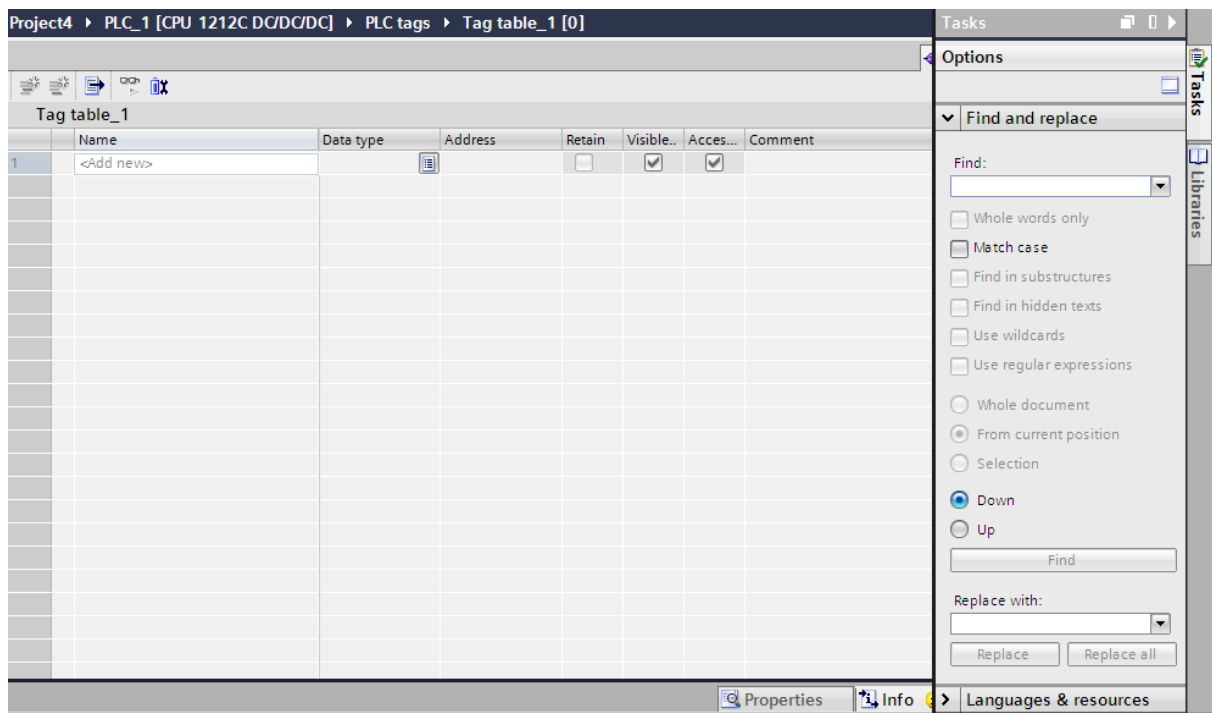 Project4 ▸ PLC_1 [CPU 1212C DC/DC/DC] ▸ PLC tags ▸ Tag table_1 [0]
Tag table_1
Name Data type Address Retain Visible.. Acces... Comment
1 <Add new>
Tasks
Options
Find and replace
Find:
Whole words only
Match case
Find in substructures
Find in hidden texts
Use wildcards
Use regular expressions
Whole document
From current position
Selection
Down
Up
Find
Replace with:
Replace Replace all
Languages & resources
Properties Info
Tasks
Libraries